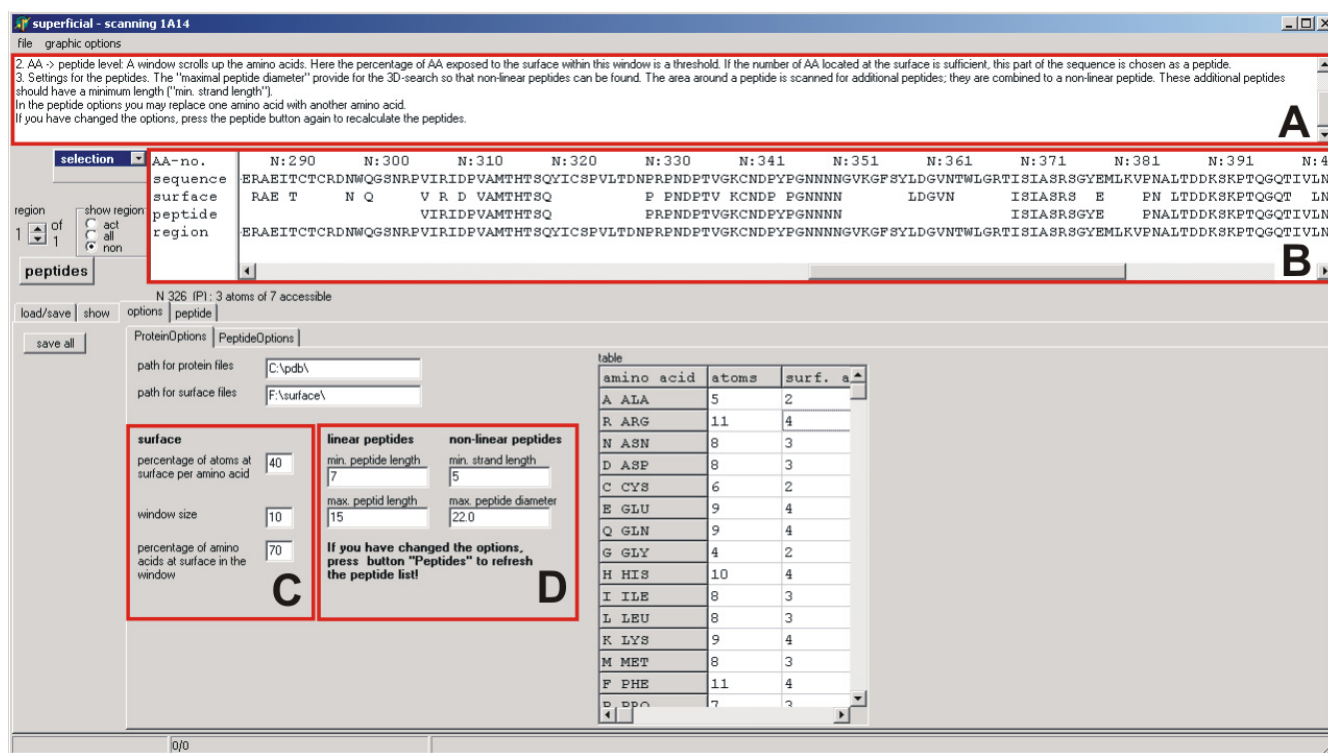 superficial - scanning 1A14
file graphic options
2. AA -> peptide level: A window scrolls up the amino acids. Here the percentage of AA exposed to the surface within this window is a threshold. If the number of AA located at the surface is sufficient, this part of the sequence is chosen as a peptide.
3. Settings for the peptides. The "maximal peptide diameter" provide for the 3D-search so that non-linear peptides can be found. The area around a peptide is scanned for additional peptides; they are combined to a non-linear peptide. These additional peptides
should have a minimum length ("min. strand length").
In the peptide options you may replace one amino acid with another amino acid.
If you have changed the options, press the peptide button again to recalculate the peptides.
A
selection
AA-no. N:290 N:300 N:310 N:320 N:330 N:341 N:351 N:361 N:371 N:381 N:391 N:4
sequence -ERAEITCTCRDNWQGSNRPVIRIDPVAMTHTSQYICSPVLTDNPRPNDPTVGKCNDPYPGNNNNGVKGFSYLDGVNTWLGRTISIASRSGYEMLKVPNALTDDKSKPTQGQTIVLN
surface RAE T N Q V R D VAMTHTSQ P PNDPTV KCNDP PGNNNN LDGVN ISIASRS E PN LTDDKSKPTQGQT LN
peptide VIRIDPVAMTHTSQ PRPNDPTVGKCNDPYPGNNNN ISIASRSGYE PNALTDDKSKPTQGQTIVLN
region -ERAEITCTCRDNWQGSNRPVIRIDPVAMTHTSQYICSPVLTDNPRPNDPTVGKCNDPYPGNNNNGVKGFSYLDGVNTWLGRTISIASRSGYEMLKVPNALTDDKSKPTQGQTIVLN
B
region
1 of 1
show region
act
all
non
peptides
N 326 (P): 3 atoms of 7 accessible
load/save show options peptide
save all
ProteinOptions PeptideOptions
path for protein files C:\pdb\
path for surface files F:\surface\
surface
percentage of atoms at surface per amino acid 40
window size 10
percentage of amino acids at surface in the window 70
C
linear peptides non-linear peptides
min. peptide length min. strand length
7 5
max. peptid length max. peptide diameter
15 22.0
If you have changed the options,
press button "Peptides" to refresh
the peptide list!
D
table
amino acid atoms surf. a
A ALA 5 2
R ARG 11 4
N ASN 8 3
D ASP 8 3
C CYS 6 2
E GLU 9 4
Q GLN 9 4
G GLY 4 2
H HIS 10 4
I ILE 8 3
L LEU 8 3
K LYS 9 4
M MET 8 3
F PHE 11 4
P PRO 7 3
0/0